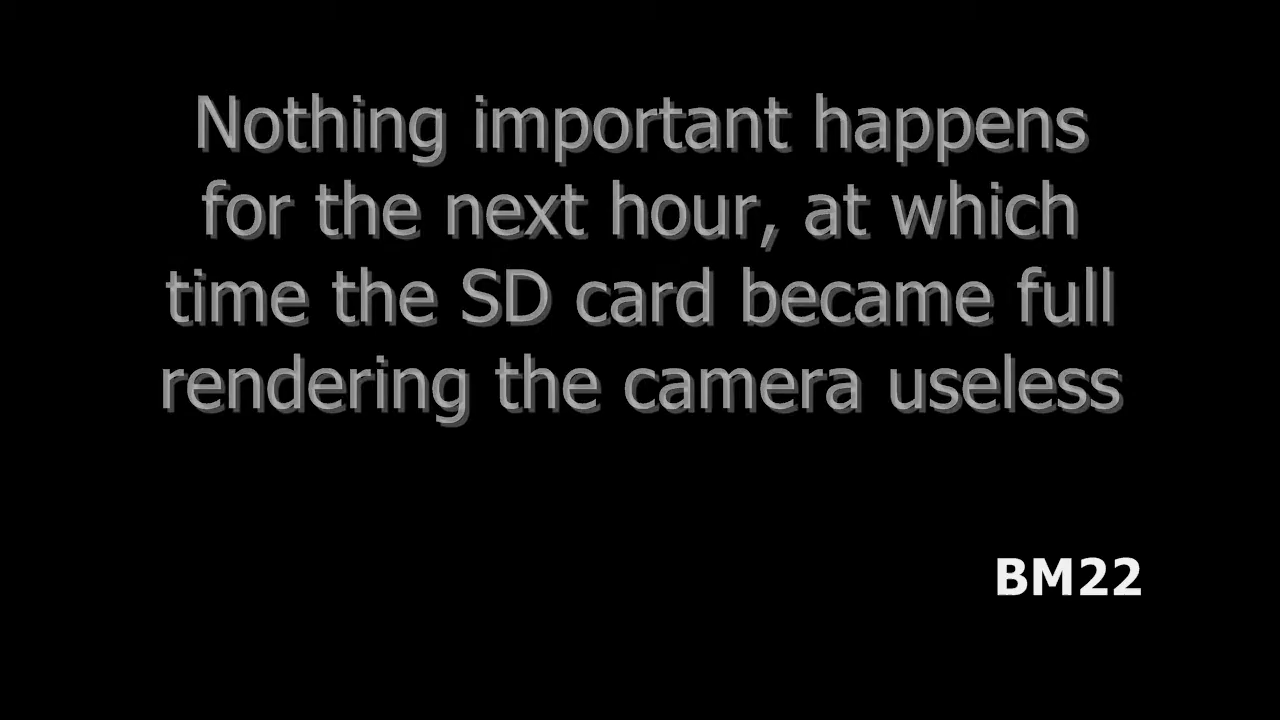 Nothing important happens
for the next hour, at which
time the SD card became full
rendering the camera useless
BM22